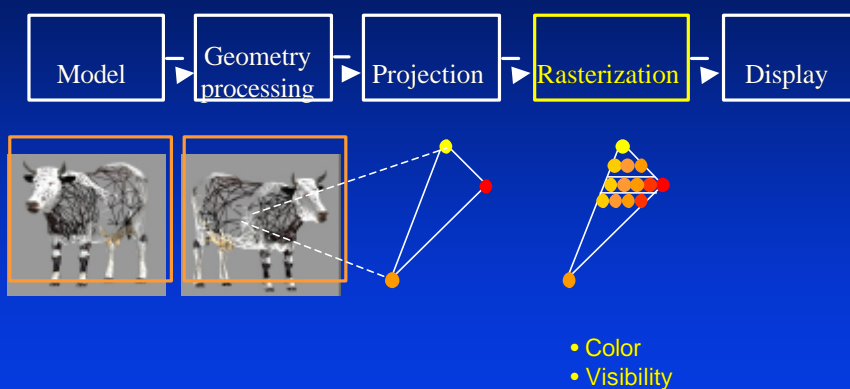 Model
Geometry
processing
Projection
Rasterization
Display
• Color
• Visibility